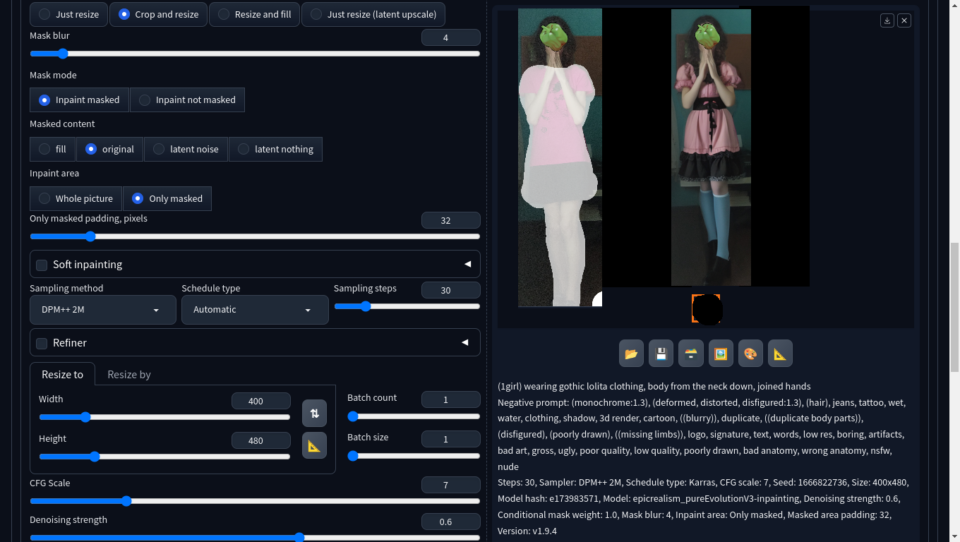 Just resize
Crop and resize
Resize and fill
Just resize (latent upscale)
Mask blur
4
Mask mode
Inpaint masked
Inpaint not masked
Masked content
fill
original
latent noise
latent nothing
Inpaint area
Whole picture
Only masked
Only masked padding, pixels
32
Soft inpainting
Sampling method
Schedule type
Sampling steps
30
DPM++ 2M
Automatic
Refiner
Resize to
Resize by
Width
400
Height
480
Batch count
1
Batch size
1
CFG Scale
7
Denoising strength
0.6
(1girl) wearing gothic lolita clothing, body from the neck down, joined hands
Negative prompt: (monochrome:1.3), (deformed, distorted, disfigured:1.3), (hair), jeans, tattoo, wet,
water, clothing, shadow, 3d render, cartoon, ((blurry)), duplicate, ((duplicate body parts)),
(disfigured), (poorly drawn), ((missing limbs)), logo, signature, text, words, low res, boring, artifacts,
bad art, gross, ugly, poor quality, low quality, poorly drawn, bad anatomy, wrong anatomy, nsfw,
nude
Steps: 30, Sampler: DPM++ 2M, Schedule type: Karras, CFG scale: 7, Seed: 1666822736, Size: 400x480,
Model hash: e173983571, Model: epicrealism_pureEvolutionV3-inpainting, Denoising strength: 0.6,
Conditional mask weight: 1.0, Mask blur: 4, Inpaint area: Only masked, Masked area padding: 32,
Version: v1.9.4